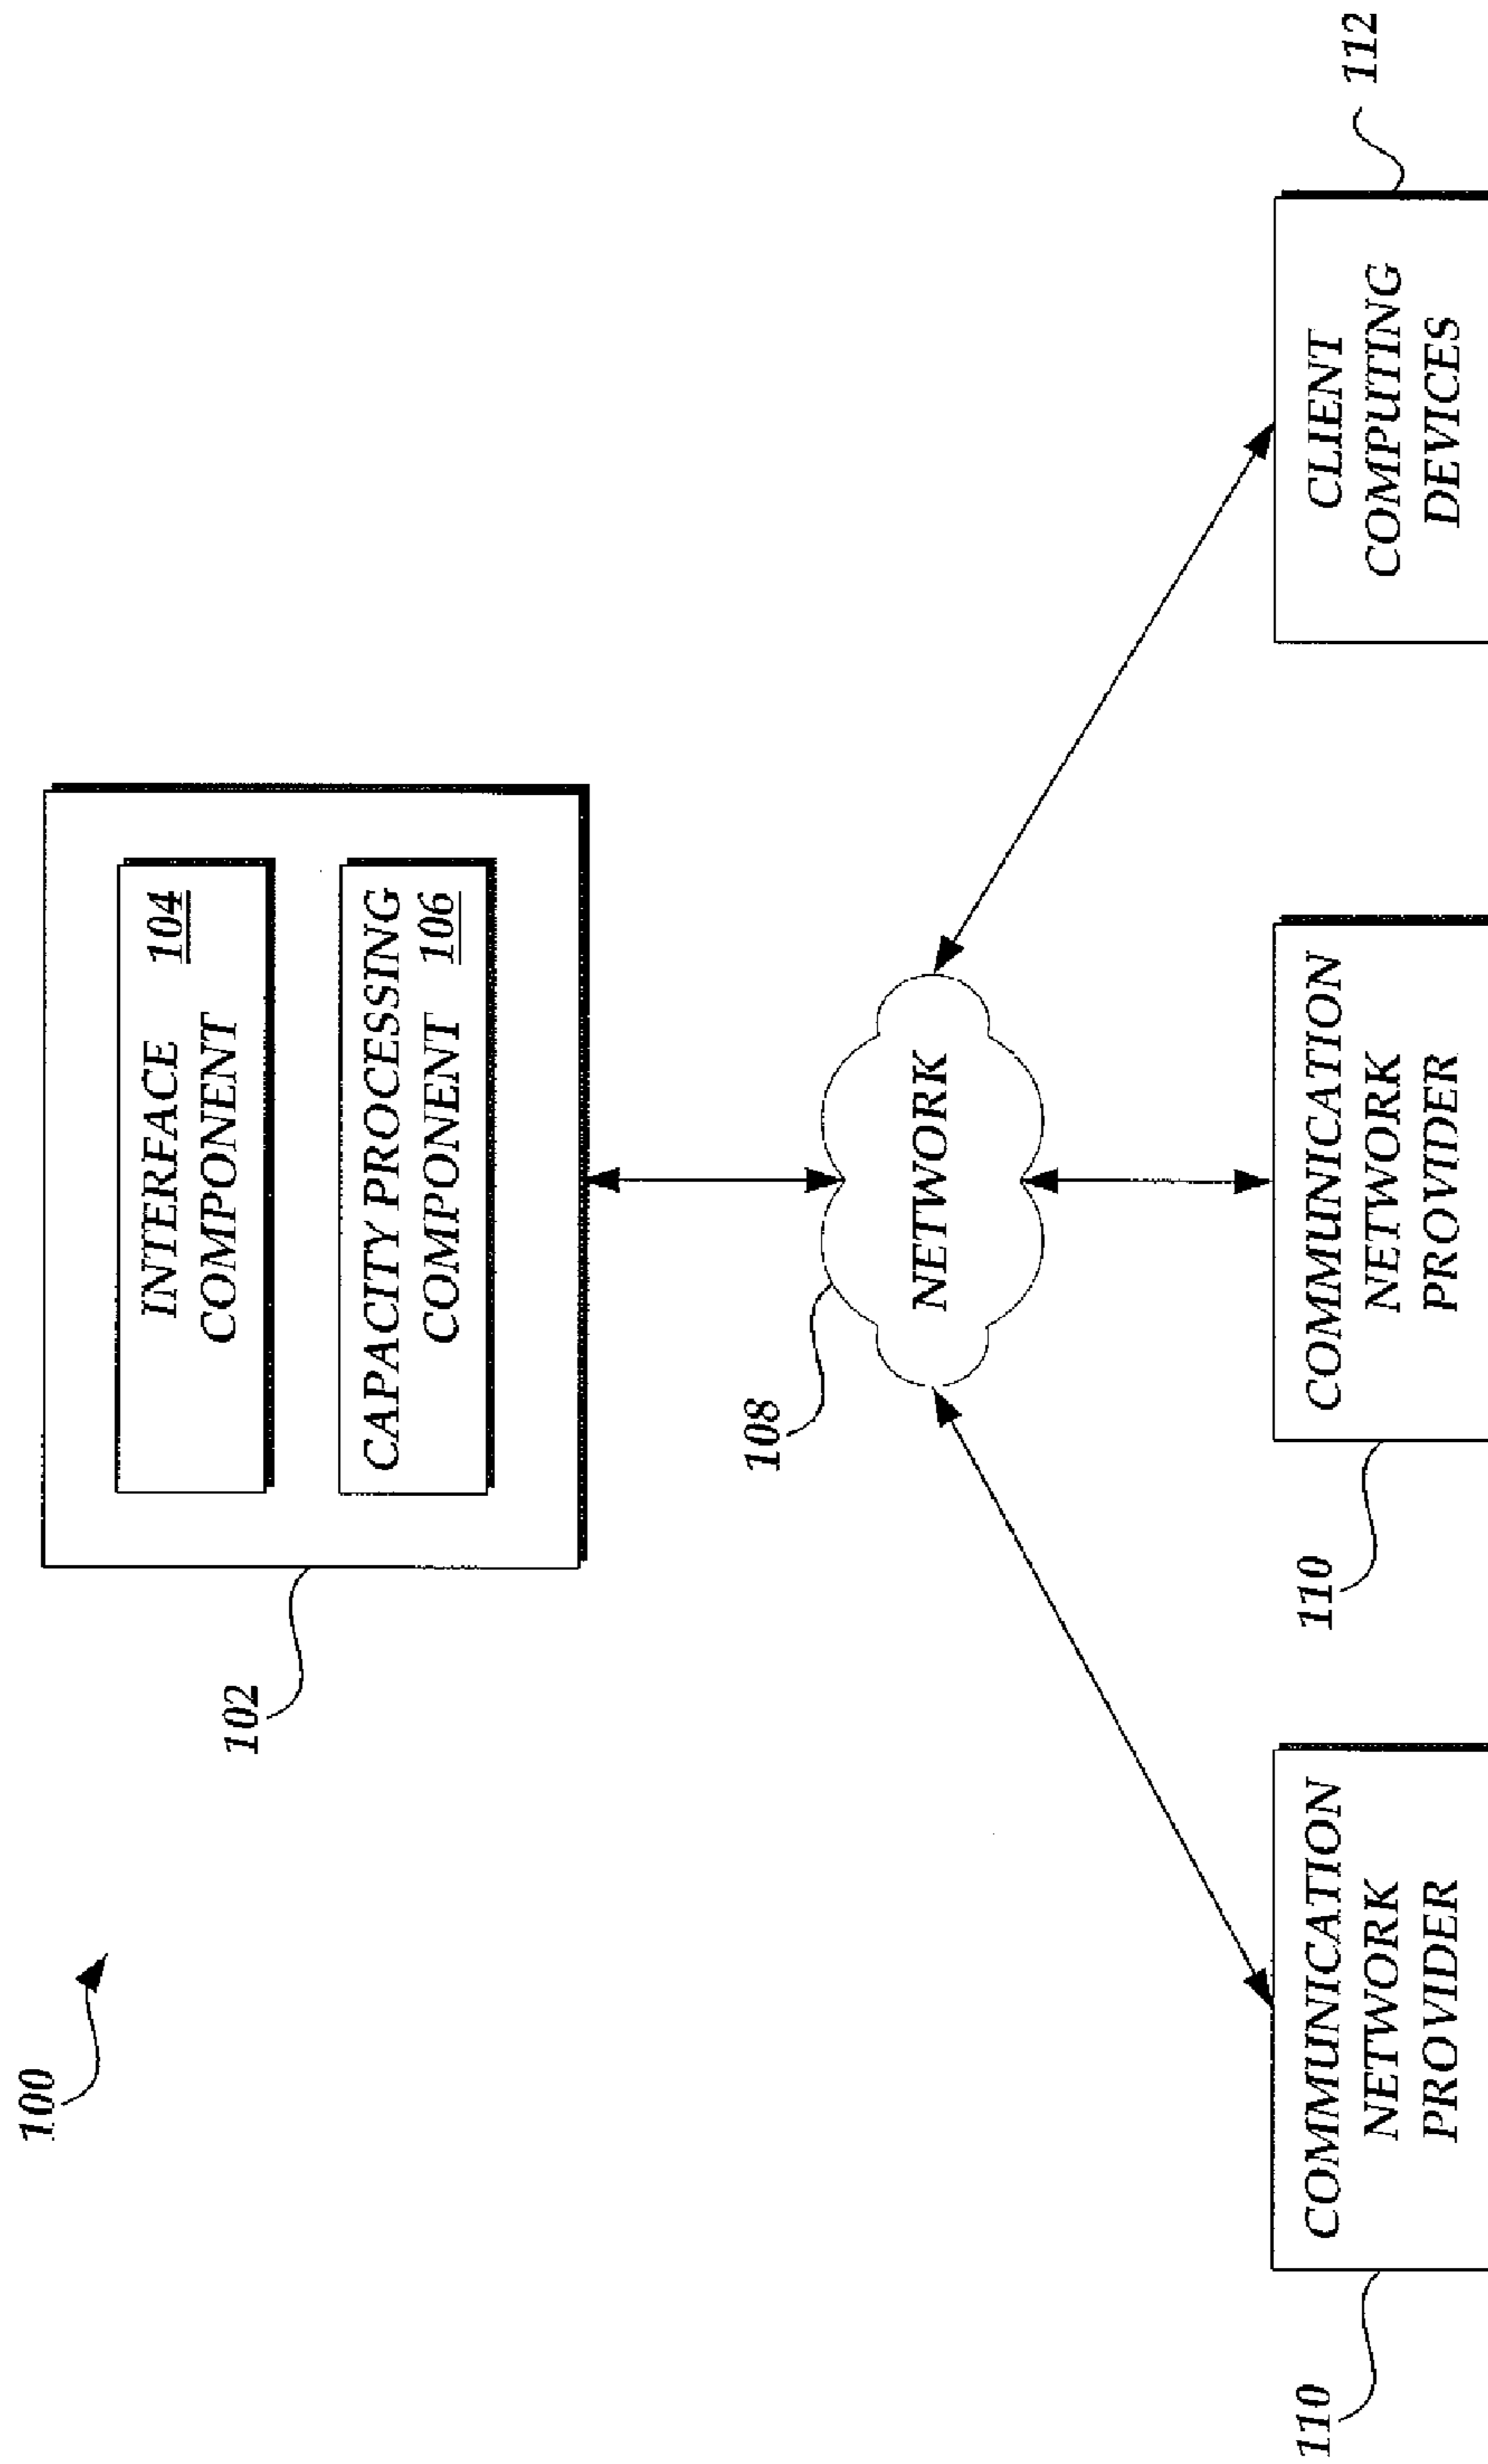 100
102
INTERFACE
COMPONENT
104
CAPACITY PROCESSING
COMPONENT 106
108
NETWORK
110
COMMUNICATION
NETWORK
PROVIDER
110
COMMUNICATION
NETWORK
PROVIDER
CLIENT
COMPUTING
DEVICES
112